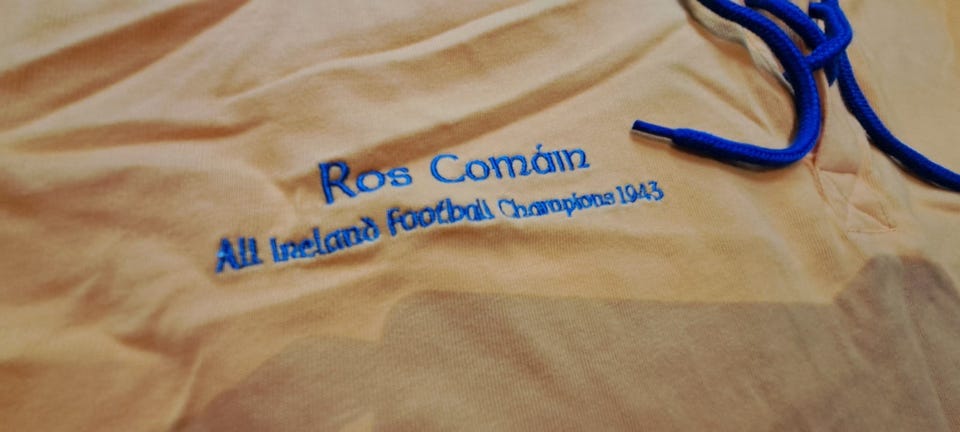 Ros Comáin
All Ireland Football Champions 1943